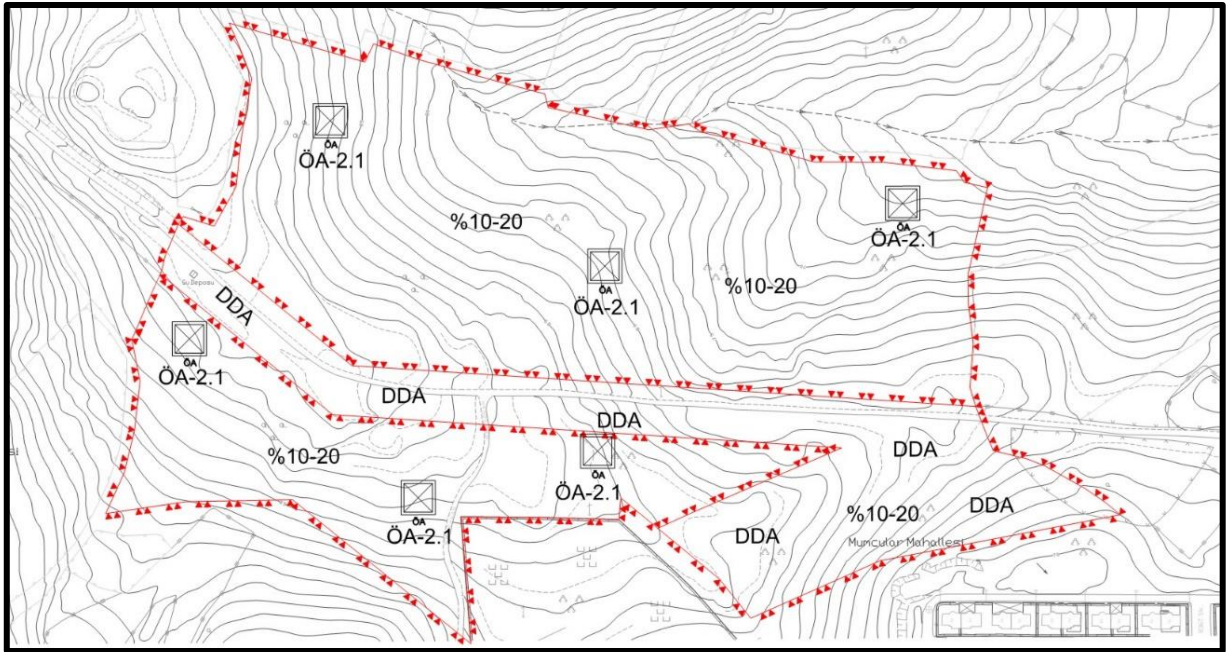 ÖA
ÖA-2.1
%10-20
ÖA
ÖA-2.1
ÖA
ÖA-2.1
%10-20
Su Deposu
DDA
ÖA
ÖA-2.1
DDA
DDA
DDA
%10-20
ÖA
ÖA-2.1
ÖA
ÖA-2.1
DDA
%10-20
DDA
Mumcular Mahallesi